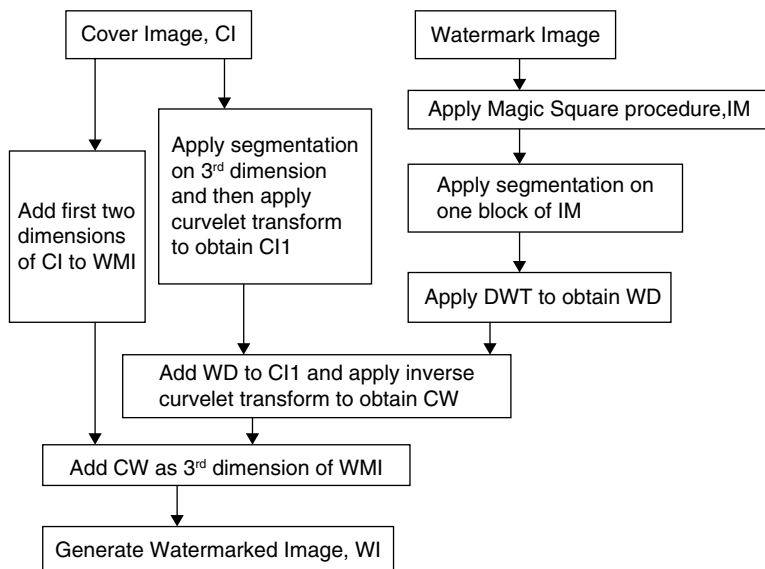 Cover Image, CI
Watermark Image
Apply Magic Square procedure,IM
Apply segmentation
on 3rd dimension
and then apply
curvelet transform
to obtain CI1
Add first two
dimensions
of CI to WMI
Apply segmentation on
one block of IM
Apply DWT to obtain WD
Add WD to CI1 and apply inverse
curvelet transform to obtain CW
Add CW as 3rd dimension of WMI
Generate Watermarked Image, WI